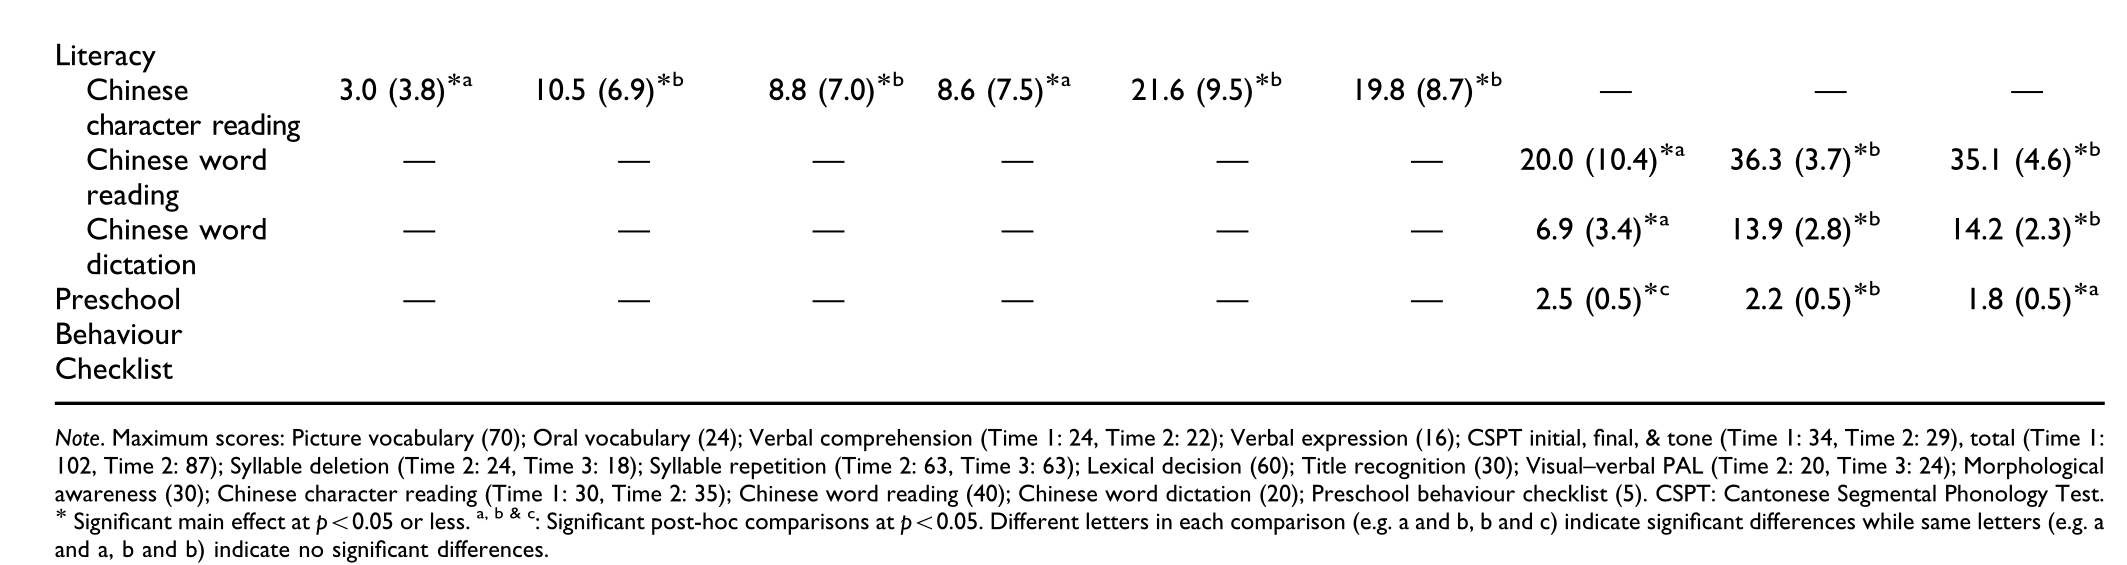 Literacy
Chinese 3.0 (3.8)*a 10.5 (6.9)*b 8.8 (7.0)*b 8.6 (7.5)*a 21.6 (9.5)*b 19.8 (8.7)*b — — —
character reading
Chinese word — — — — — — 20.0 (10.4)*a 36.3 (3.7)*b 35.1 (4.6)*b
reading
Chinese word — — — — — — 6.9 (3.4)*a 13.9 (2.8)*b 14.2 (2.3)*b
dictation
Preschool — — — — — — 2.5 (0.5)*c 2.2 (0.5)*b 1.8 (0.5)*a
Behaviour
Checklist
Note. Maximum scores: Picture vocabulary (70); Oral vocabulary (24); Verbal comprehension (Time 1: 24, Time 2: 22); Verbal expression (16); CSPT initial, final, & tone (Time 1: 34, Time 2: 29), total (Time 1:
102, Time 2: 87); Syllable deletion (Time 2: 24, Time 3: 18); Syllable repetition (Time 2: 63, Time 3: 63); Lexical decision (60); Title recognition (30); Visual–verbal PAL (Time 2: 20, Time 3: 24); Morphological
awareness (30); Chinese character reading (Time 1: 30, Time 2: 35); Chinese word reading (40); Chinese word dictation (20); Preschool behaviour checklist (5). CSPT: Cantonese Segmental Phonology Test.
* Significant main effect at p<0.05 or less. a, b & c: Significant post-hoc comparisons at p<0.05. Different letters in each comparison (e.g. a and b, b and c) indicate significant differences while same letters (e.g. a
and a, b and b) indicate no significant differences.